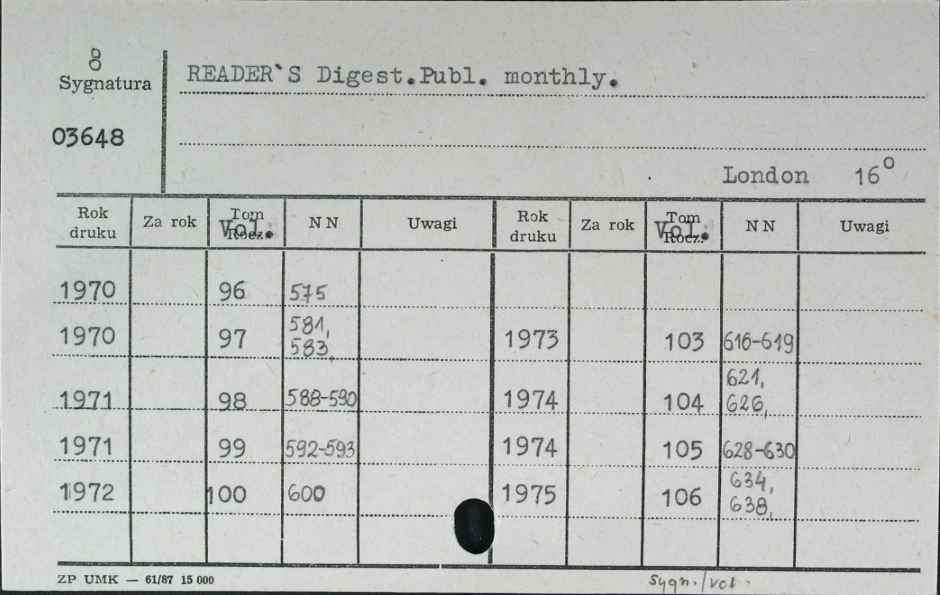 8
Sygnatura
READER`S Digest.Publ. monthly.
03648
London 16°
Rok druku Za rok Tom Vol. Rocz. NN Uwagi Rok druku Za rok Tom Vol. Rocz. NN Uwagi
1970 96 575
1970 97 581, 583, 1973 103 616-619
1971 98 588-590 1974 104 621, 626,
1971 99 592-593 1974 105 628-630
1972 100 600 1975 106 634, 638,
ZP UMK — 61/87 15 000
Sygn./vol.